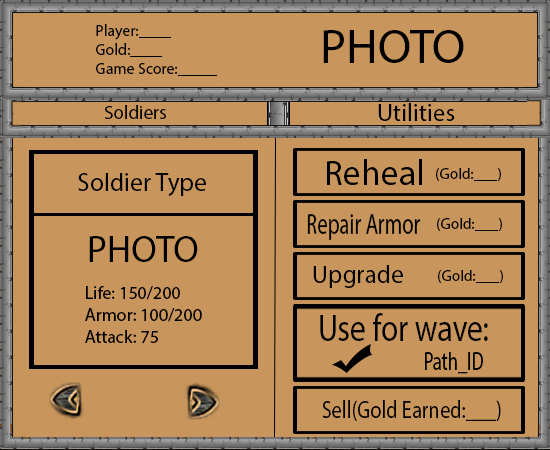 Player:____
Gold:____
Game Score:_____
PHOTO
Soldiers
Utilities
Soldier Type
PHOTO
Life: 150/200
Armor: 100/200
Attack: 75
Reheal (Gold:___)
Repair Armor (Gold:___)
Upgrade (Gold:___)
Use for wave:
Path_ID
Sell(Gold Earned:___)